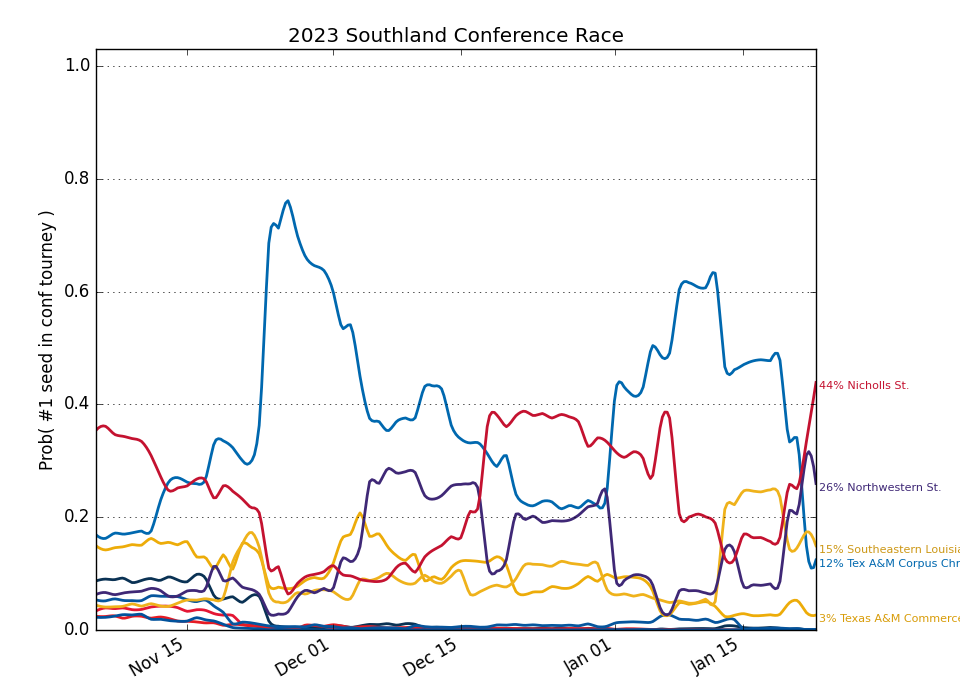 2023 Southland Conference Race
Prob( #1 seed in conf tourney )
1.0
0.8
0.6
0.4
0.2
0.0
Nov 15
Dec 01
Dec 15
Jan 01
Jan 15
44% Nicholls St.
26% Northwestern St.
15% Southeastern Louisia
12% Tex A&M Corpus Chr
3% Texas A&M Commerce